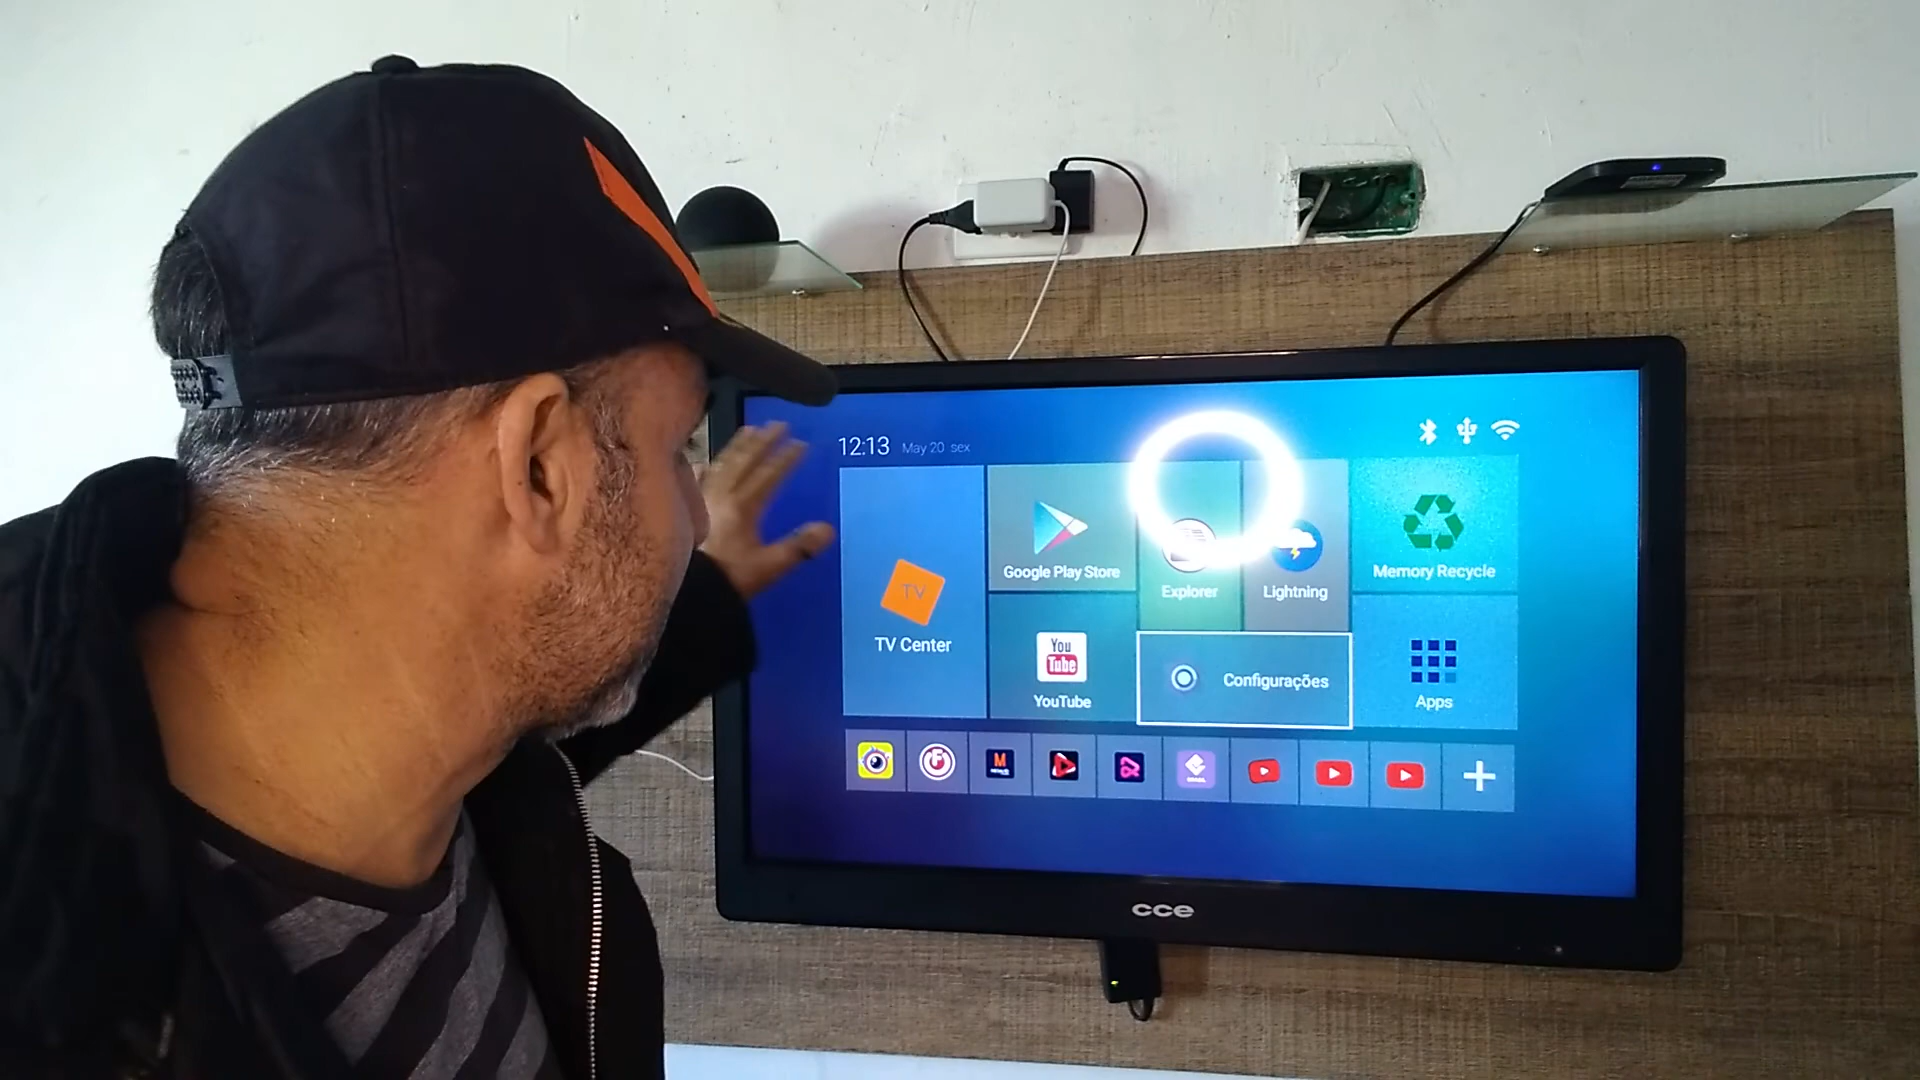 12:13 May 20 sex
TV
TV Center
Google Play Store
Explorer
Lightning
Memory Recycle
You
Tube
YouTube
Configurações
Apps
F
M
cce